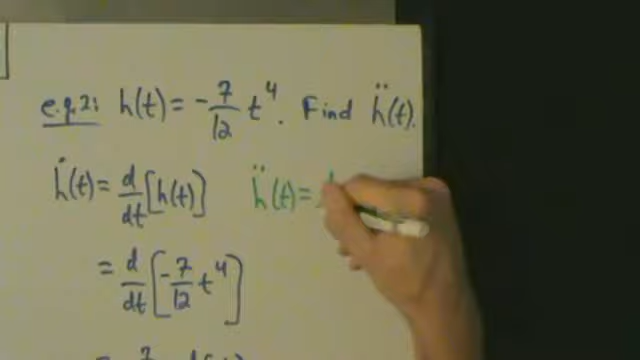 e.g.2: h(t) = -7/12 t⁴. Find ḧ(t).
ḣ(t) = d/dt [h(t)]
ḧ(t) =
= d/dt [-7/12 t⁴]